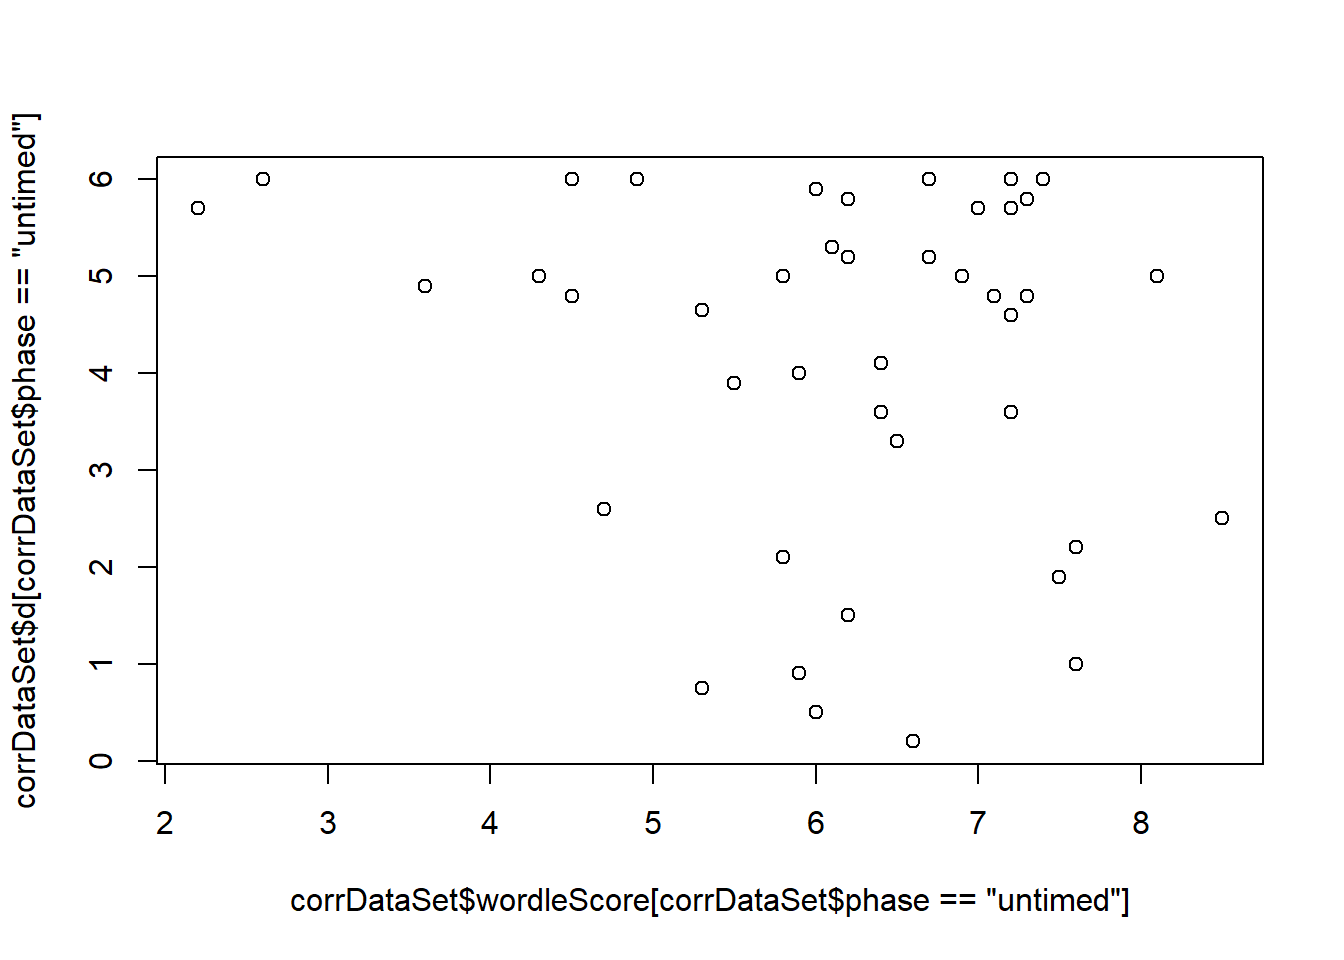 corrDataSet$d[corrDataSet$phase == "untimed"]
6
5
4
3
2
1
0
2 3 4 5 6 7 8
corrDataSet$wordleScore[corrDataSet$phase == "untimed"]